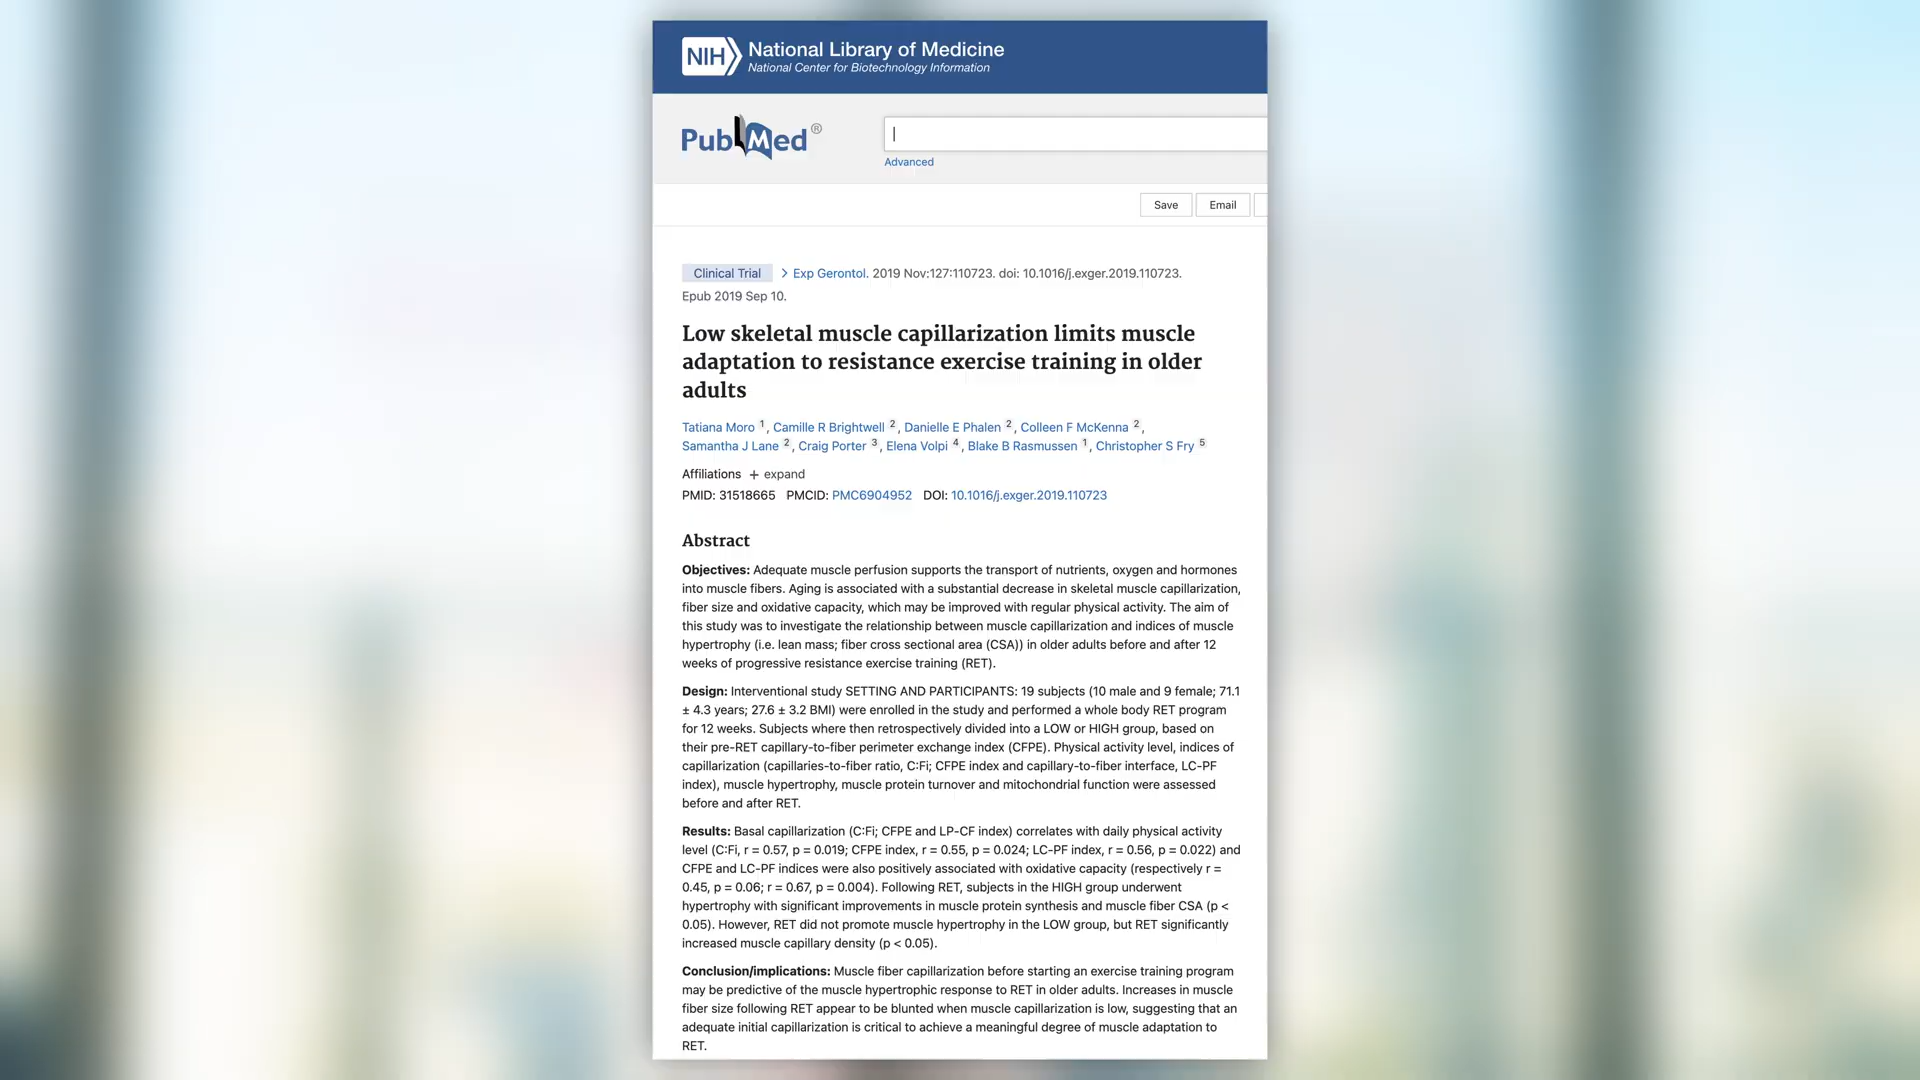 NIH National Library of Medicine
National Center for Biotechnology Information
PubMed®
Advanced
Save Email
Clinical Trial > Exp Gerontol. 2019 Nov:127:110723. doi: 10.1016/j.exger.2019.110723.
Epub 2019 Sep 10.
Low skeletal muscle capillarization limits muscle
adaptation to resistance exercise training in older
adults
Tatiana Moro 1, Camille R Brightwell 2, Danielle E Phalen 2, Colleen F McKenna 2,
Samantha J Lane 2, Craig Porter 3, Elena Volpi 4, Blake B Rasmussen 1, Christopher S Fry 5
Affiliations + expand
PMID: 31518665 PMCID: PMC6904952 DOI: 10.1016/j.exger.2019.110723
Abstract
Objectives: Adequate muscle perfusion supports the transport of nutrients, oxygen and hormones
into muscle fibers. Aging is associated with a substantial decrease in skeletal muscle capillarization,
fiber size and oxidative capacity, which may be improved with regular physical activity. The aim of
this study was to investigate the relationship between muscle capillarization and indices of muscle
hypertrophy (i.e. lean mass; fiber cross sectional area (CSA)) in older adults before and after 12
weeks of progressive resistance exercise training (RET).
Design: Interventional study SETTING AND PARTICIPANTS: 19 subjects (10 male and 9 female; 71.1
± 4.3 years; 27.6 ± 3.2 BMI) were enrolled in the study and performed a whole body RET program
for 12 weeks. Subjects where then retrospectively divided into a LOW or HIGH group, based on
their pre-RET capillary-to-fiber perimeter exchange index (CFPE). Physical activity level, indices of
capillarization (capillaries-to-fiber ratio, C:Fi; CFPE index and capillary-to-fiber interface, LC-PF
index), muscle hypertrophy, muscle protein turnover and mitochondrial function were assessed
before and after RET.
Results: Basal capillarization (C:Fi; CFPE and LP-CF index) correlates with daily physical activity
level (C:Fi, r = 0.57, p = 0.019; CFPE index, r = 0.55, p = 0.024; LC-PF index, r = 0.56, p = 0.022) and
CFPE and LC-PF indices were also positively associated with oxidative capacity (respectively r =
0.45, p = 0.06; r = 0.67, p = 0.004). Following RET, subjects in the HIGH group underwent
hypertrophy with significant improvements in muscle protein synthesis and muscle fiber CSA (p <
0.05). However, RET did not promote muscle hypertrophy in the LOW group, but RET significantly
increased muscle capillary density (p < 0.05).
Conclusion/implications: Muscle fiber capillarization before starting an exercise training program
may be predictive of the muscle hypertrophic response to RET in older adults. Increases in muscle
fiber size following RET appear to be blunted when muscle capillarization is low, suggesting that an
adequate initial capillarization is critical to achieve a meaningful degree of muscle adaptation to
RET.